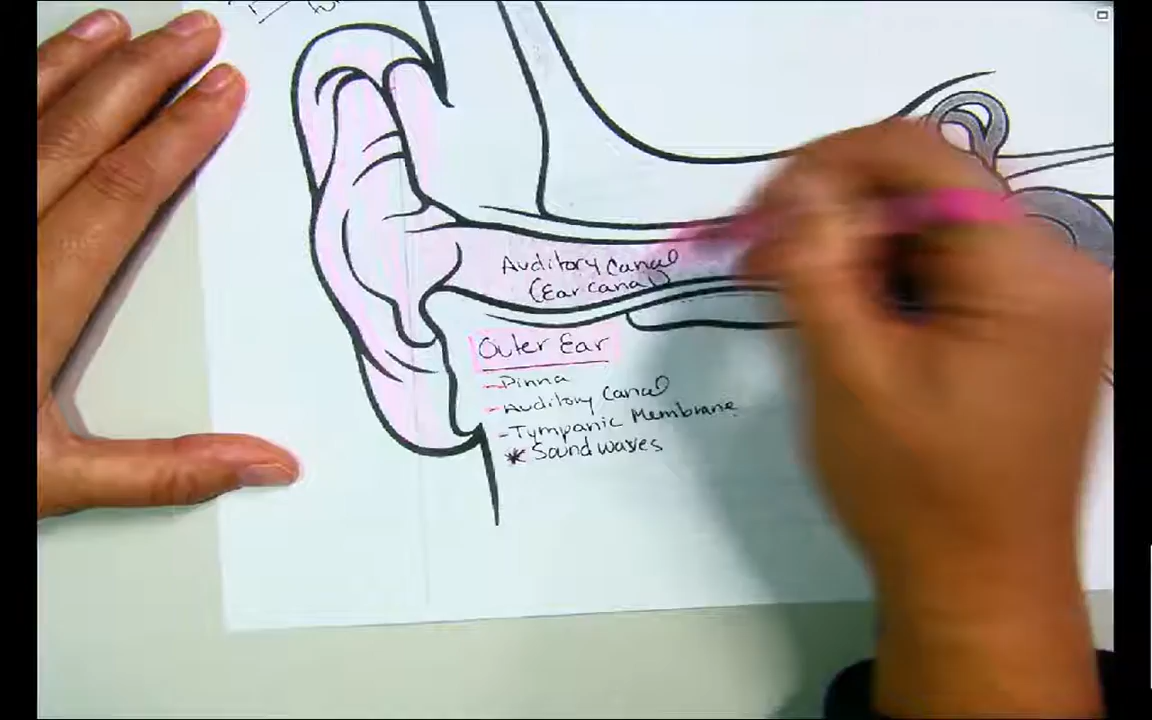 Auditory Canal
(Ear Canal)
Outer Ear
-Pinna
-Auditory Canal
-Tympanic Membrane
* Sound waves